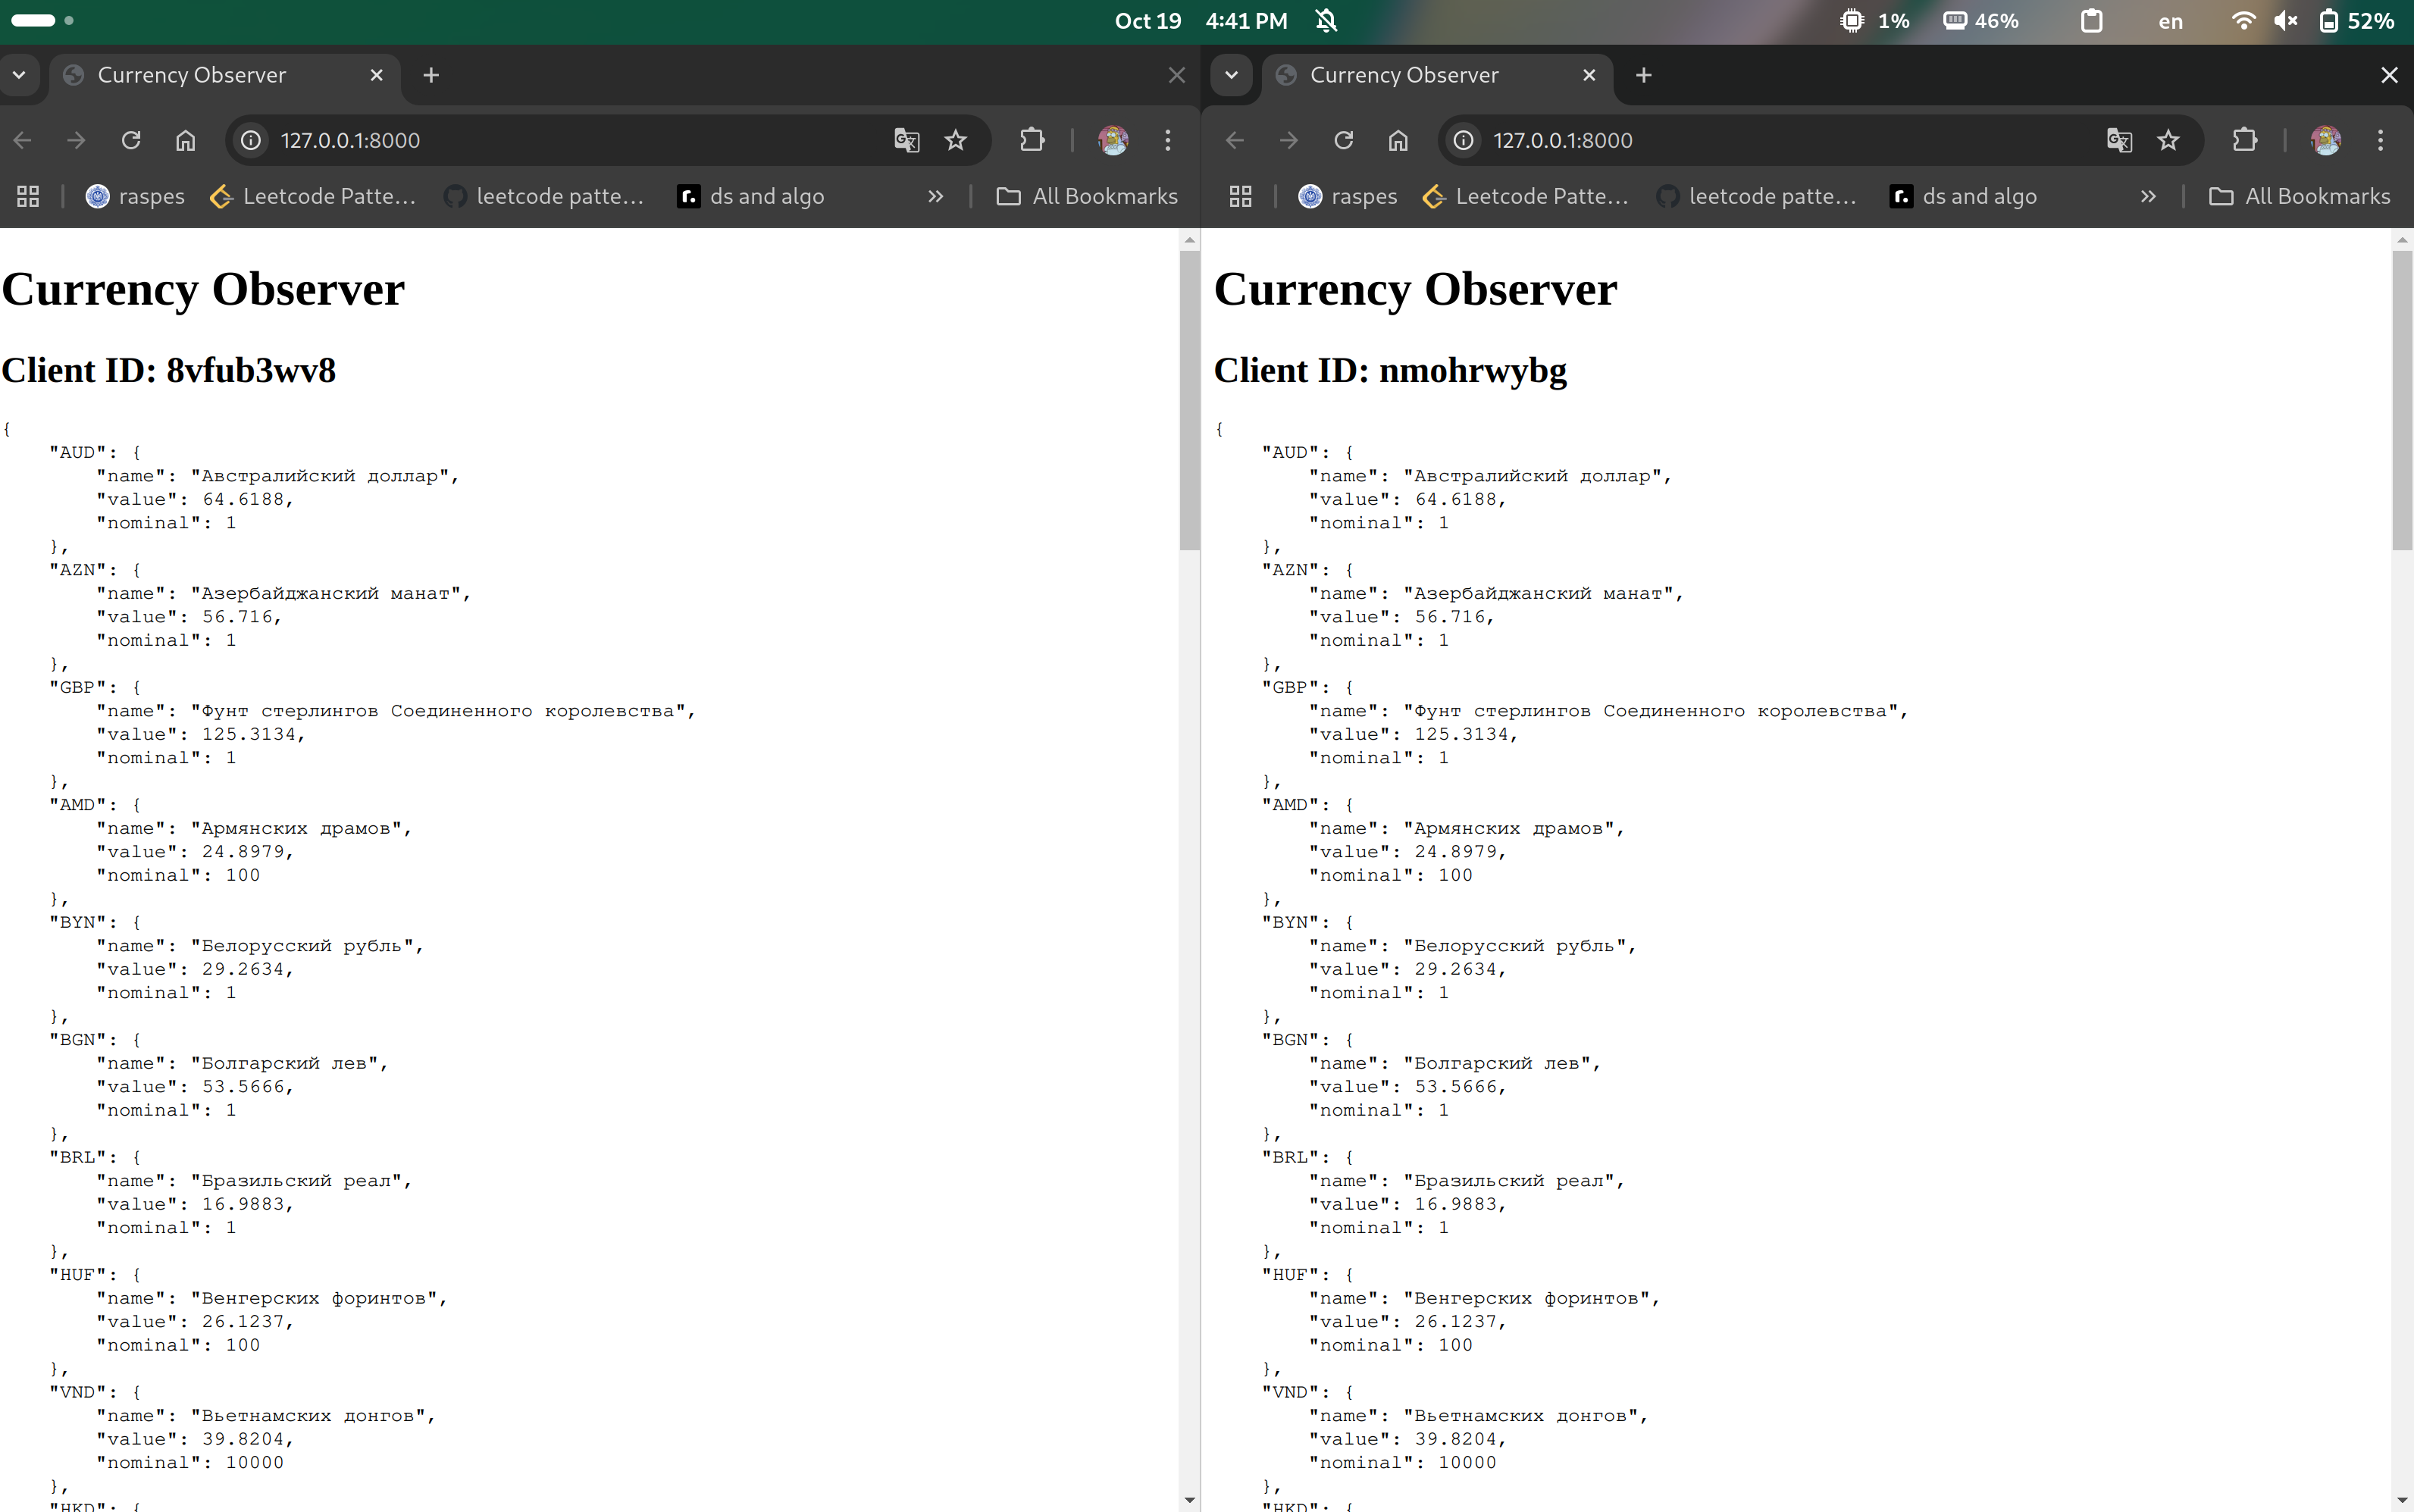 Oct 19 4:41 PM
1% 46% en 52%
Currency Observer
127.0.0.1:8000
raspes Leetcode Patte... leetcode patte... ds and algo » All Bookmarks
Currency Observer
Client ID: 8vfub3wv8
{
    "AUD": {
        "name": "Австралийский доллар",
        "value": 64.6188,
        "nominal": 1
    },
    "AZN": {
        "name": "Азербайджанский манат",
        "value": 56.716,
        "nominal": 1
    },
    "GBP": {
        "name": "Фунт стерлингов Соединенного королевства",
        "value": 125.3134,
        "nominal": 1
    },
    "AMD": {
        "name": "Армянских драмов",
        "value": 24.8979,
        "nominal": 100
    },
    "BYN": {
        "name": "Белорусский рубль",
        "value": 29.2634,
        "nominal": 1
    },
    "BGN": {
        "name": "Болгарский лев",
        "value": 53.5666,
        "nominal": 1
    },
    "BRL": {
        "name": "Бразильский реал",
        "value": 16.9883,
        "nominal": 1
    },
    "HUF": {
        "name": "Венгерских форинтов",
        "value": 26.1237,
        "nominal": 100
    },
    "VND": {
        "name": "Вьетнамских донгов",
        "value": 39.8204,
        "nominal": 10000
    },
    "HKD": {
Currency Observer
127.0.0.1:8000
raspes Leetcode Patte... leetcode patte... ds and algo » All Bookmarks
Currency Observer
Client ID: nmohrwybg
{
    "AUD": {
        "name": "Австралийский доллар",
        "value": 64.6188,
        "nominal": 1
    },
    "AZN": {
        "name": "Азербайджанский манат",
        "value": 56.716,
        "nominal": 1
    },
    "GBP": {
        "name": "Фунт стерлингов Соединенного королевства",
        "value": 125.3134,
        "nominal": 1
    },
    "AMD": {
        "name": "Армянских драмов",
        "value": 24.8979,
        "nominal": 100
    },
    "BYN": {
        "name": "Белорусский рубль",
        "value": 29.2634,
        "nominal": 1
    },
    "BGN": {
        "name": "Болгарский лев",
        "value": 53.5666,
        "nominal": 1
    },
    "BRL": {
        "name": "Бразильский реал",
        "value": 16.9883,
        "nominal": 1
    },
    "HUF": {
        "name": "Венгерских форинтов",
        "value": 26.1237,
        "nominal": 100
    },
    "VND": {
        "name": "Вьетнамских донгов",
        "value": 39.8204,
        "nominal": 10000
    },
    "HKD": {